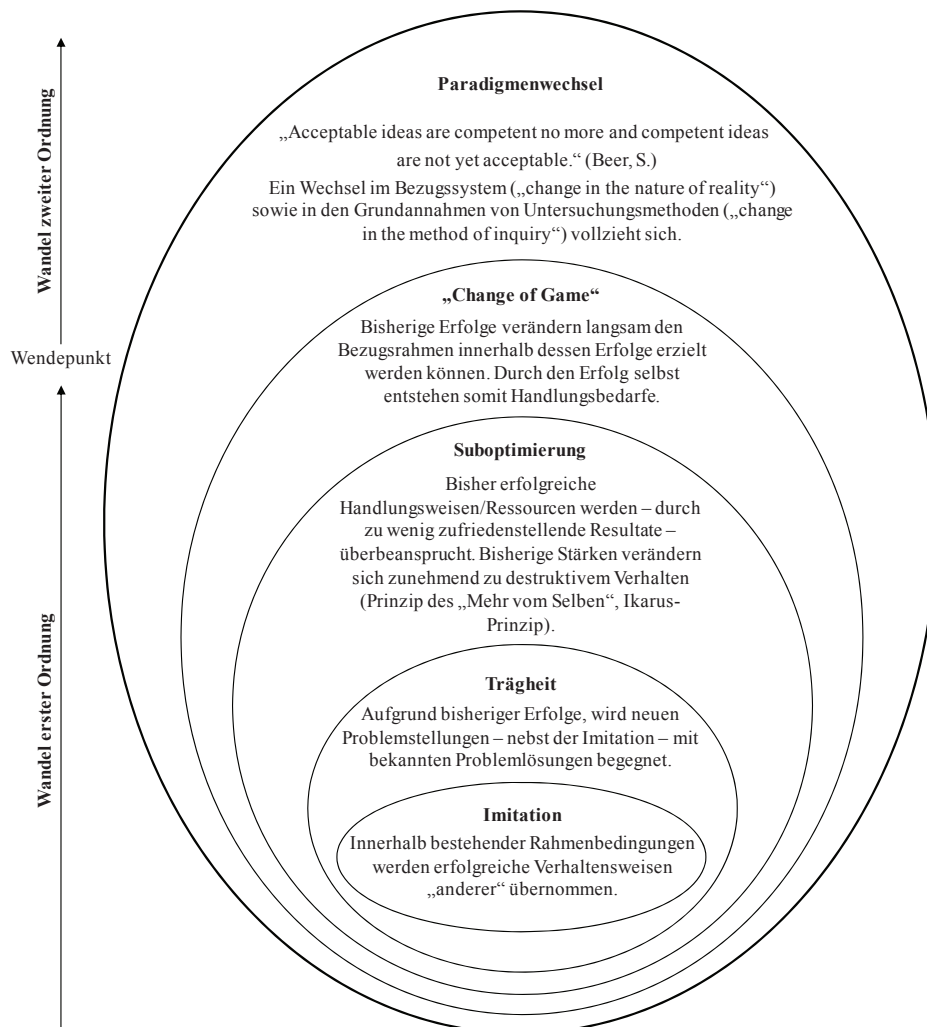 Paradigmenwechsel
„Acceptable ideas are competent no more and competent ideas
are not yet acceptable.“ (Beer, S.)
Ein Wechsel im Bezugssystem („change in the nature of reality“)
sowie in den Grundannahmen von Untersuchungsmethoden („change
in the method of inquiry“) vollzieht sich.
Wandel zweiter Ordnung
„Change of Game“
Bisherige Erfolge verändern langsam den
Bezugsrahmen innerhalb dessen Erfolge erzielt
werden können. Durch den Erfolg selbst
entstehen somit Handlungsbedarfe.
Wendepunkt
Suboptimierung
Bisher erfolgreiche
Handlungsweisen/Ressourcen werden – durch
zu wenig zufriedenstellende Resultate –
überbeansprucht. Bisherige Stärken verändern
sich zunehmend zu destruktivem Verhalten
(Prinzip des „Mehr vom Selben“, Ikarus-
Prinzip).
Wandel erster Ordnung
Trägheit
Aufgrund bisheriger Erfolge, wird neuen
Problemstellungen – nebst der Imitation – mit
bekannten Problemlösungen begegnet.
Imitation
Innerhalb bestehender Rahmenbedingungen
werden erfolgreiche Verhaltensweisen
„anderer“ übernommen.